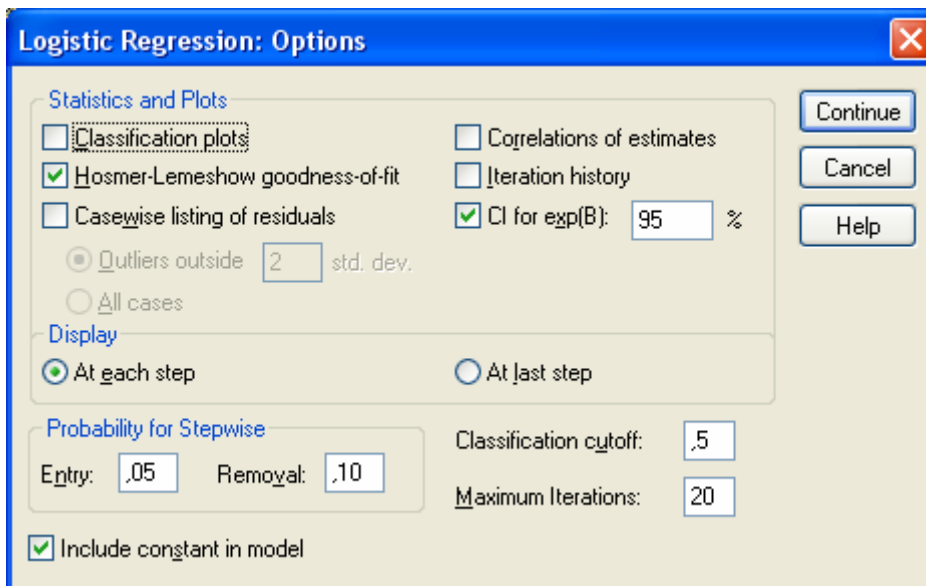 Logistic Regression: Options
Statistics and Plots
Classification plots
Correlations of estimates
Hosmer-Lemeshow goodness-of-fit
Iteration history
Casewise listing of residuals
CI for exp(B): 95 %
Outliers outside 2 std. dev.
All cases
Display
At each step
At last step
Probability for Stepwise
Entry: ,05 Removal: ,10
Classification cutoff: ,5
Maximum Iterations: 20
Include constant in model
Continue
Cancel
Help